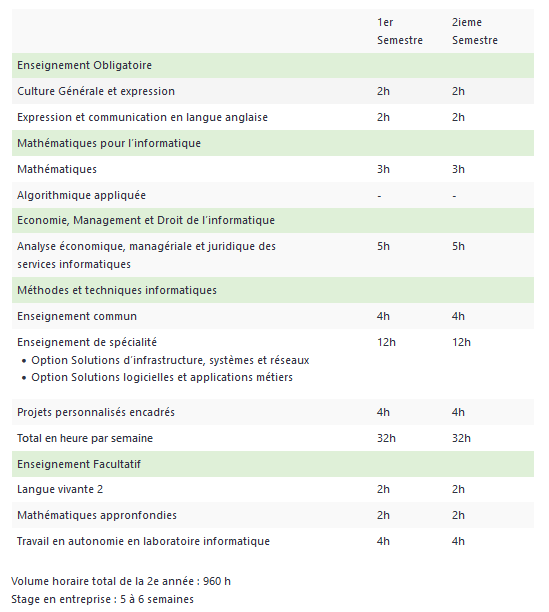 1er 2ieme
Semestre Semestre
Enseignement Obligatoire
Culture Générale et expression 2h 2h
Expression et communication en langue anglaise 2h 2h
Mathématiques pour l'informatique
Mathématiques 3h 3h
Algorithmique appliquée - -
Economie, Management et Droit de l'informatique
Analyse économique, managériale et juridique des 5h 5h
services informatiques
Méthodes et techniques informatiques
Enseignement commun 4h 4h
Enseignement de spécialité 12h 12h
• Option Solutions d'infrastructure, systèmes et réseaux
• Option Solutions logicielles et applications métiers
Projets personnalisés encadrés 4h 4h
Total en heure par semaine 32h 32h
Enseignement Facultatif
Langue vivante 2 2h 2h
Mathématiques appronfondies 2h 2h
Travail en autonomie en laboratoire informatique 4h 4h
Volume horaire total de la 2e année : 960 h
Stage en entreprise : 5 à 6 semaines